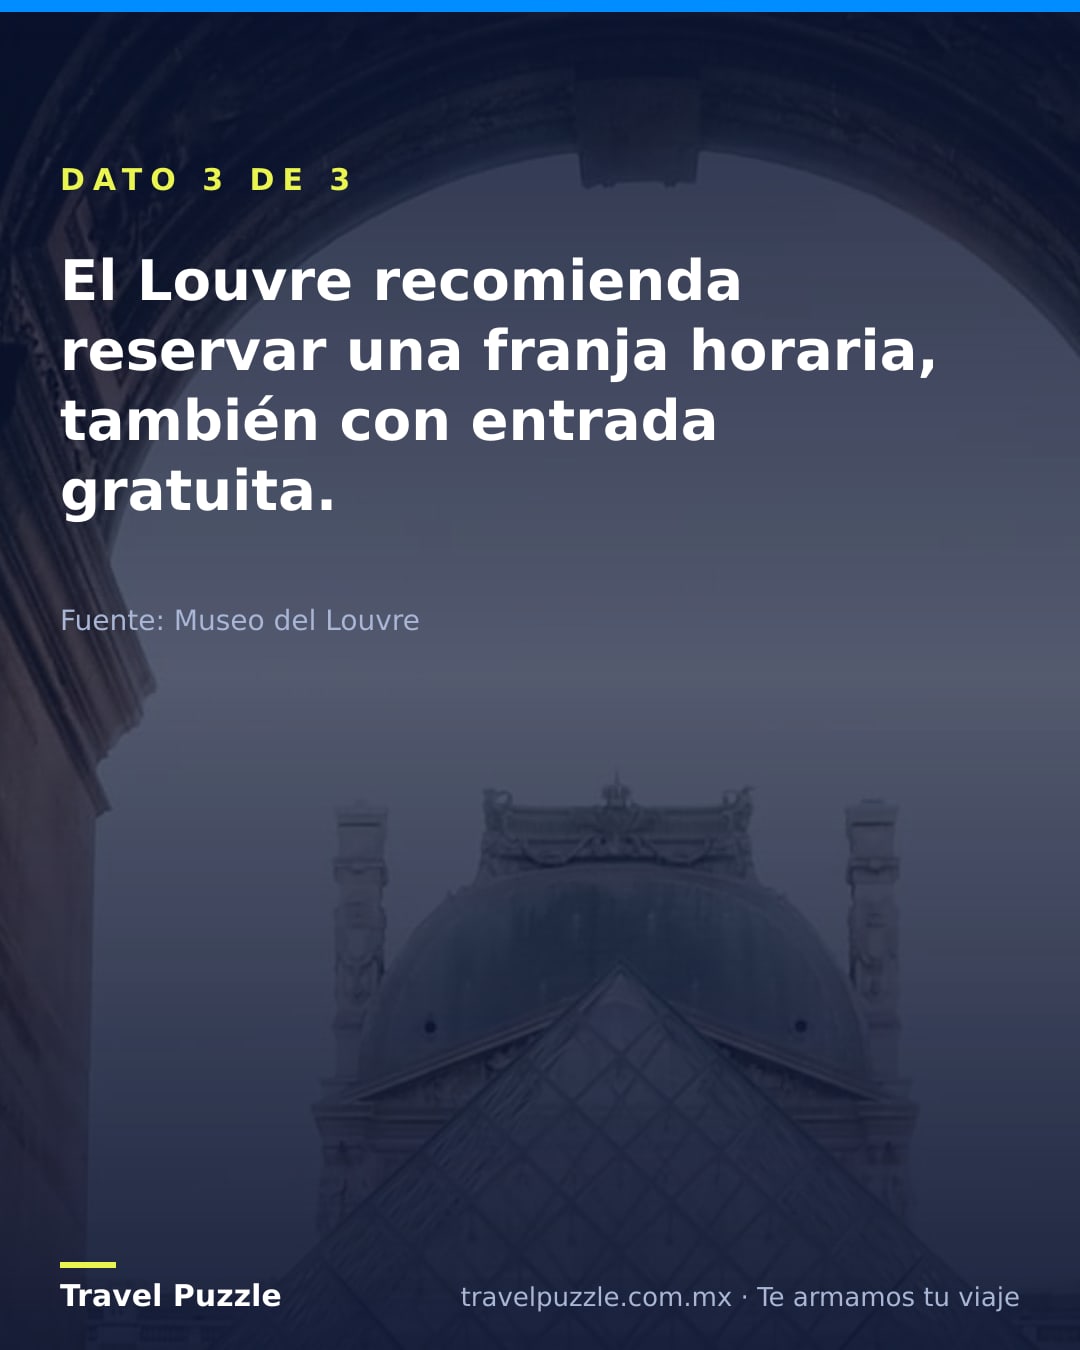 DATO 3 DE 3
El Louvre recomienda
reservar una franja horaria,
también con entrada
gratuita.
Fuente: Museo del Louvre
Travel Puzzle
travelpuzzle.com.mx · Te armamos tu viaje